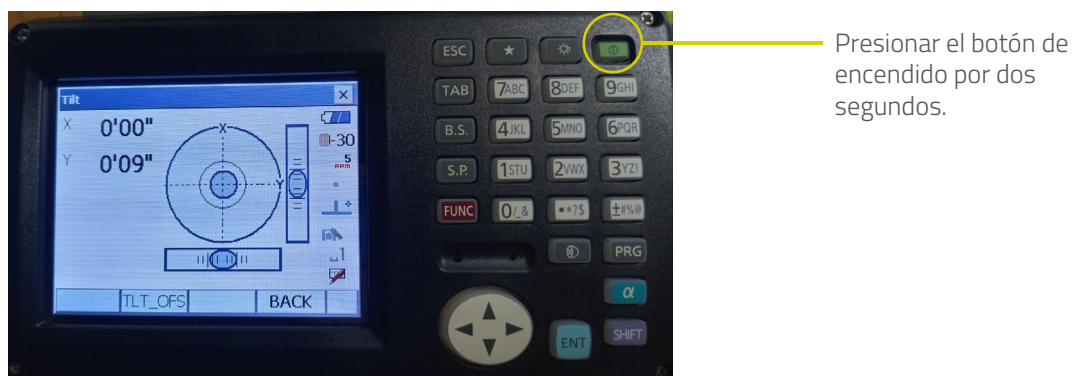 Presionar el botón de
encendido por dos
segundos.
Tilt
X 0'00"
Y 0'09"
X
Y
-30
5
ppm
1
TLT_OFS BACK
ESC ★
TAB 7ABC 8DEF 9GHI
B.S. 4JKL 5MNO 6PQR
S.P. 1STU 2VWX 3YZ!
FUNC 0/_& •*?$ ±#%@
PRG
α
ENT SHIFT